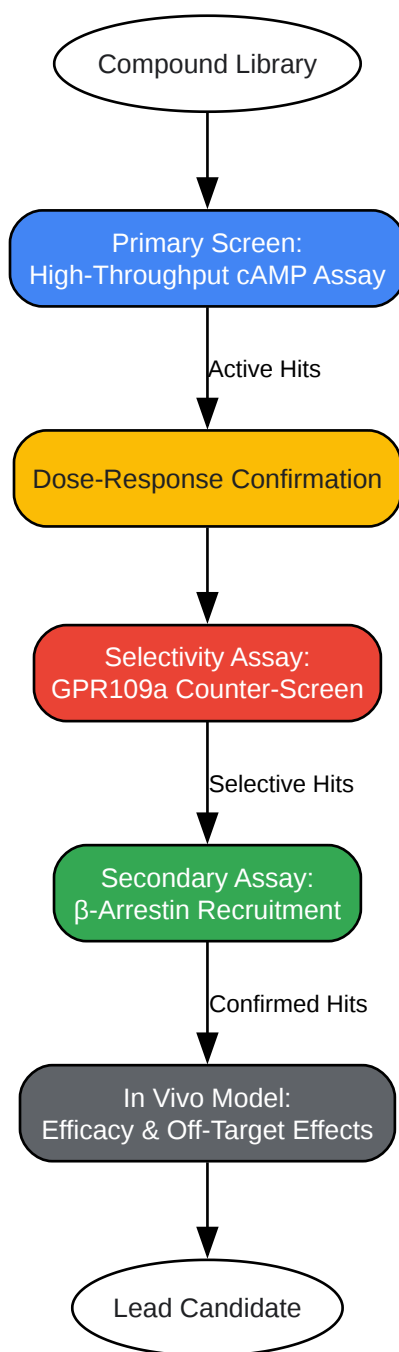 Compound Library
Primary Screen:
High-Throughput cAMP Assay
Active Hits
Dose-Response Confirmation
Selectivity Assay:
GPR109a Counter-Screen
Selective Hits
Secondary Assay:
β-Arrestin Recruitment
Confirmed Hits
In Vivo Model:
Efficacy & Off-Target Effects
Lead Candidate